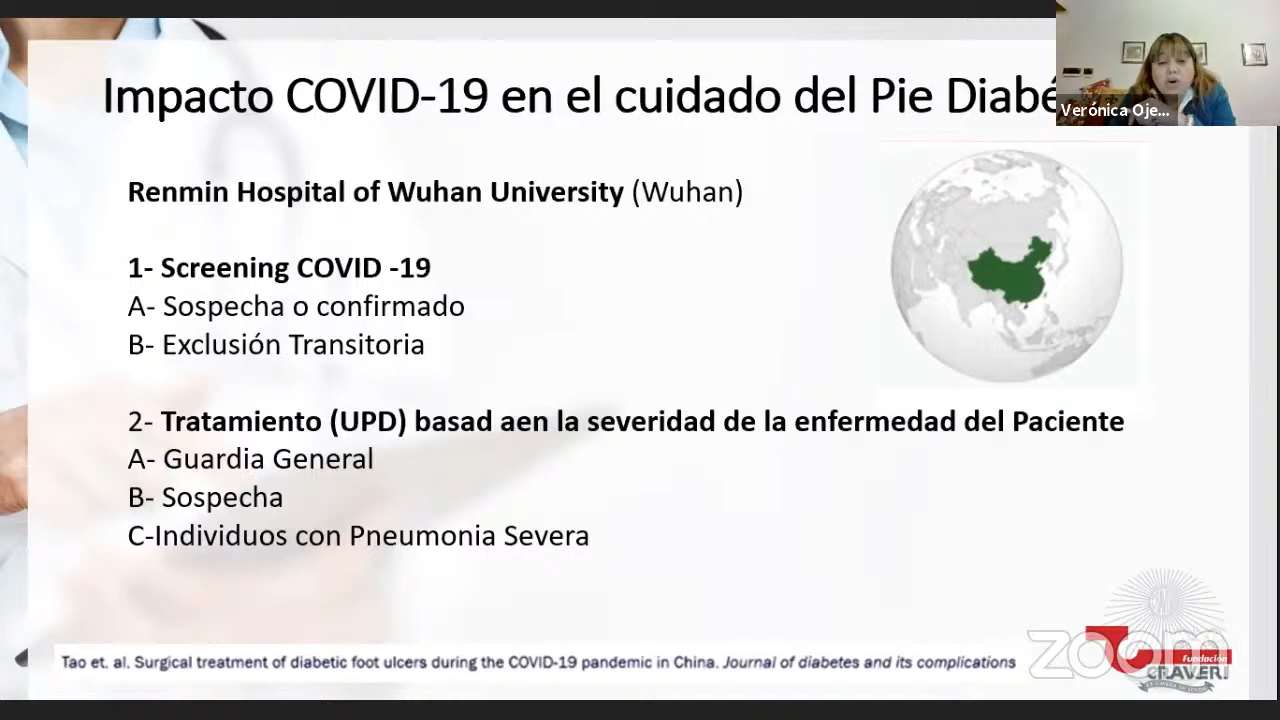 Impacto COVID-19 en el cuidado del Pie Diabé
Verónica Oje...
Renmin Hospital of Wuhan University (Wuhan)
1- Screening COVID -19
A- Sospecha o confirmado
B- Exclusión Transitoria
2- Tratamiento (UPD) basad aen la severidad de la enfermedad del Paciente
A- Guardia General
B- Sospecha
C-Individuos con Pneumonia Severa
Tao et. al. Surgical treatment of diabetic foot ulcers during the COVID-19 pandemic in China. Journal of diabetes and its complications
zoom
Fundación
CRAVERI